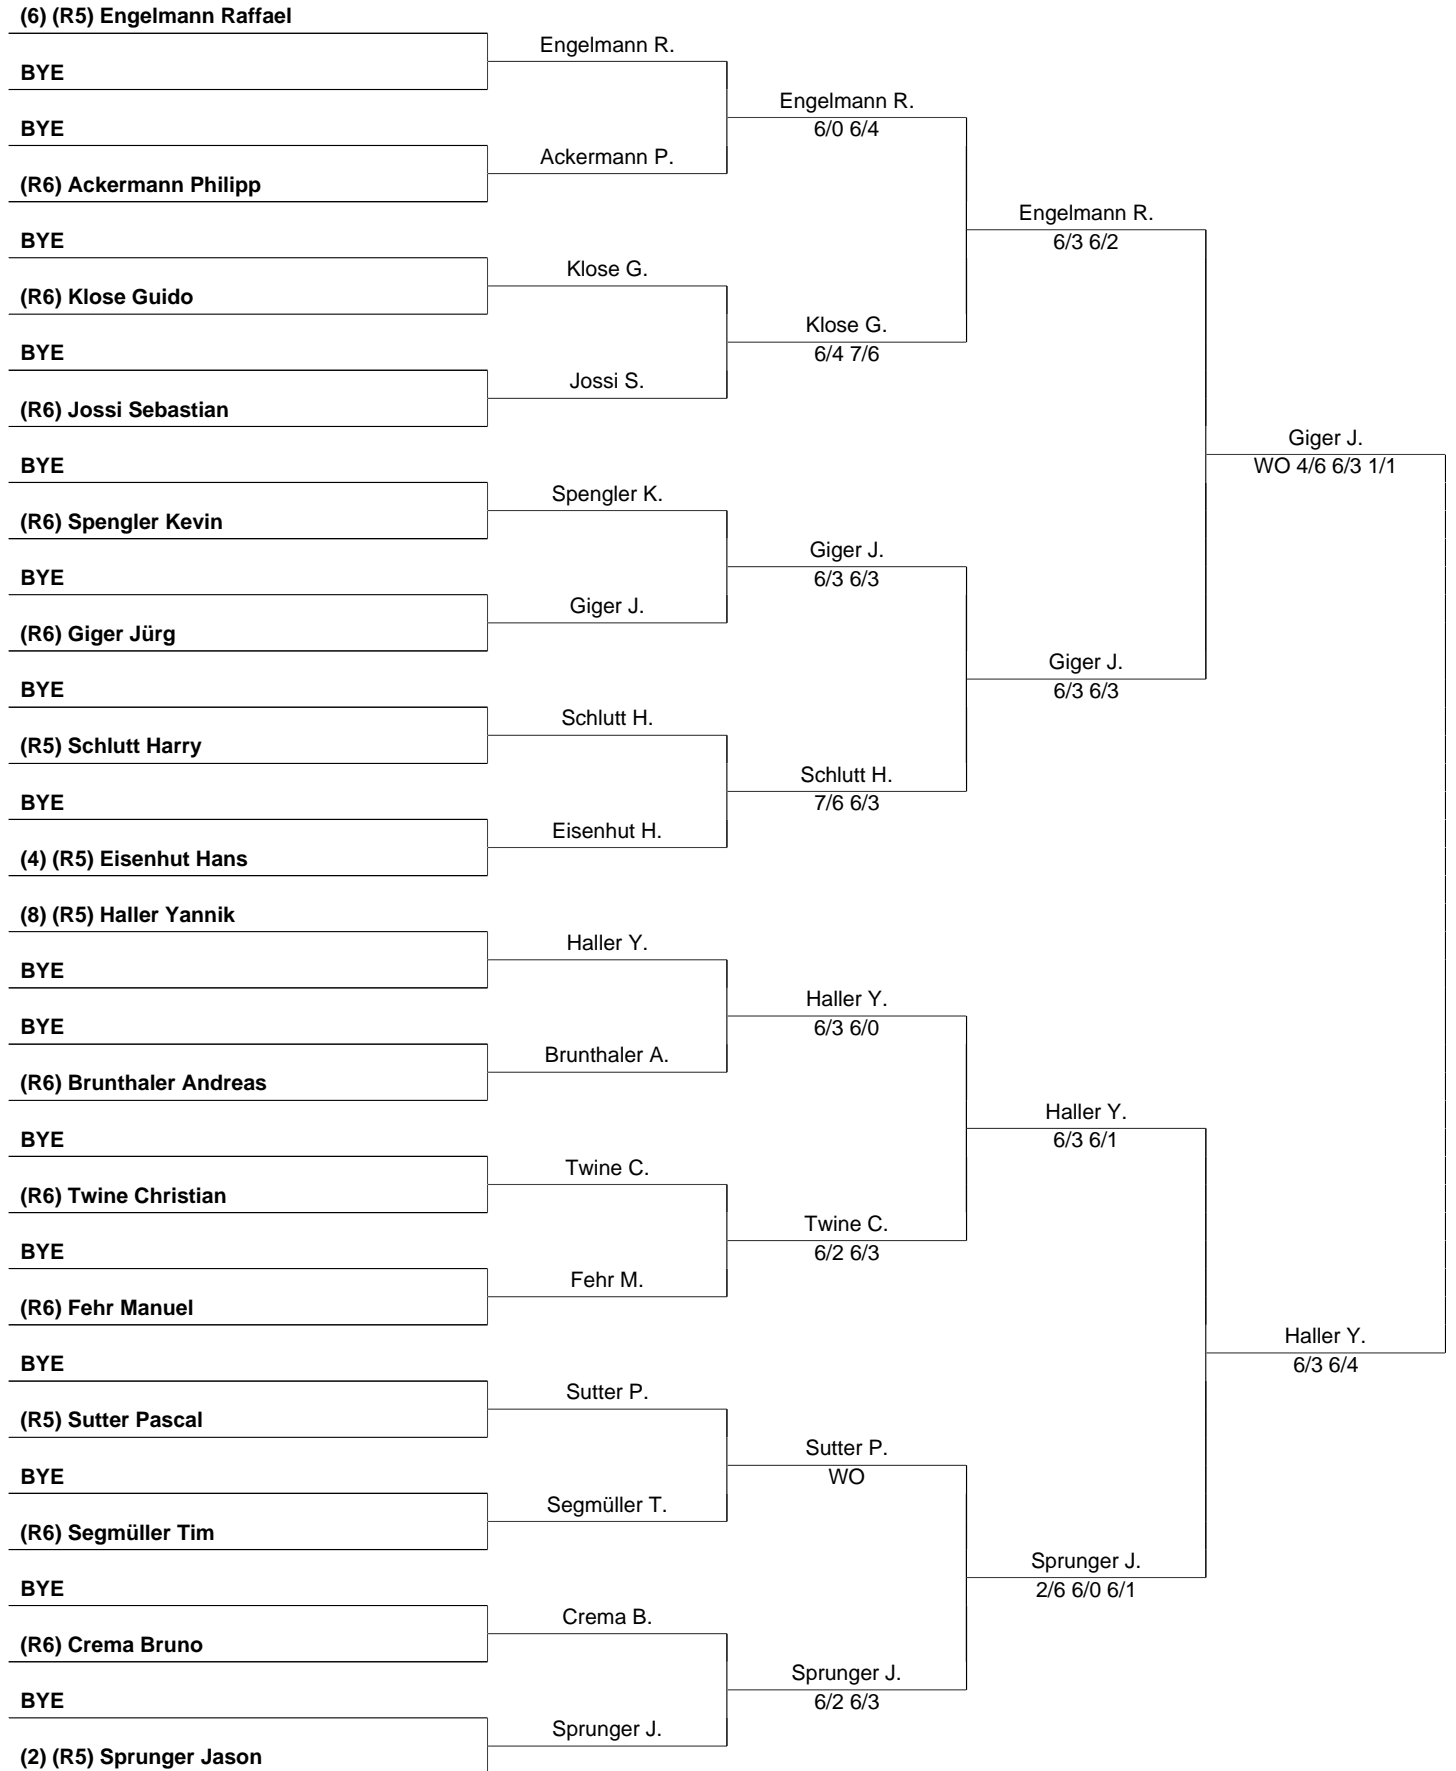 (6) (R5) Engelmann Raffael
BYE
BYE
(R6) Ackermann Philipp
BYE
(R6) Klose Guido
BYE
(R6) Jossi Sebastian
BYE
(R6) Spengler Kevin
BYE
(R6) Giger Jürg
BYE
(R5) Schlutt Harry
BYE
(4) (R5) Eisenhut Hans
(8) (R5) Haller Yannik
BYE
BYE
(R6) Brunthaler Andreas
BYE
(R6) Twine Christian
BYE
(R6) Fehr Manuel
BYE
(R5) Sutter Pascal
BYE
(R6) Segmüller Tim
BYE
(R6) Crema Bruno
BYE
(2) (R5) Sprunger Jason
Engelmann R.
Ackermann P.
Klose G.
Jossi S.
Spengler K.
Giger J.
Schlutt H.
Eisenhut H.
Haller Y.
Brunthaler A.
Twine C.
Fehr M.
Sutter P.
Segmüller T.
Crema B.
Sprunger J.
Engelmann R.
6/0 6/4
Klose G.
6/4 7/6
Giger J.
6/3 6/3
Schlutt H.
7/6 6/3
Haller Y.
6/3 6/0
Twine C.
6/2 6/3
Sutter P.
WO
Sprunger J.
6/2 6/3
Engelmann R.
6/3 6/2
Giger J.
6/3 6/3
Haller Y.
6/3 6/1
Sprunger J.
2/6 6/0 6/1
Giger J.
WO 4/6 6/3 1/1
Haller Y.
6/3 6/4